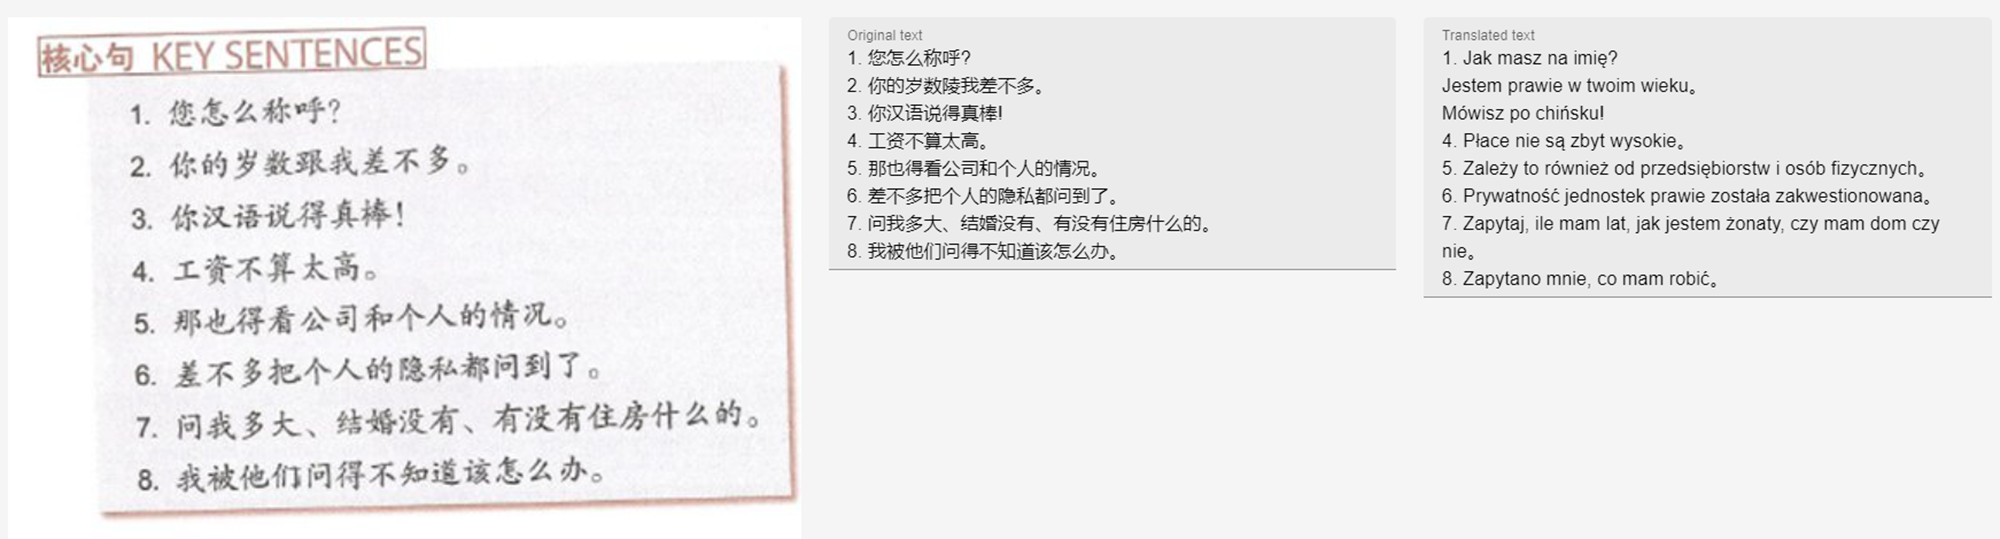 核心句 KEY SENTENCES
1. 您怎么称呼?
2. 你的岁数跟我差不多。
3. 你汉语说得真棒!
4. 工资不算太高。
5. 那也得看公司和个人的情况。
6. 差不多把个人的隐私都问到了。
7. 问我多大、结婚没有、有没有住房什么的。
8. 我被他们问得不知道该怎么办。
Original text
1. 您怎么称呼?
2. 你的岁数陵我差不多。
3. 你汉语说得真棒!
4. 工资不算太高。
5. 那也得看公司和个人的情况。
6. 差不多把个人的隐私都问到了。
7. 问我多大、结婚没有、有没有住房什么的。
8. 我被他们问得不知道该怎么办。
Translated text
1. Jak masz na imię?
Jestem prawie w twoim wieku。
Mówisz po chińsku!
4. Płace nie są zbyt wysokie。
5. Zależy to również od przedsiębiorstw i osób fizycznych。
6. Prywatność jednostek prawie została zakwestionowana。
7. Zapytaj, ile mam lat, jak jestem żonaty, czy mam dom czy
nie。
8. Zapytano mnie, co mam robić。